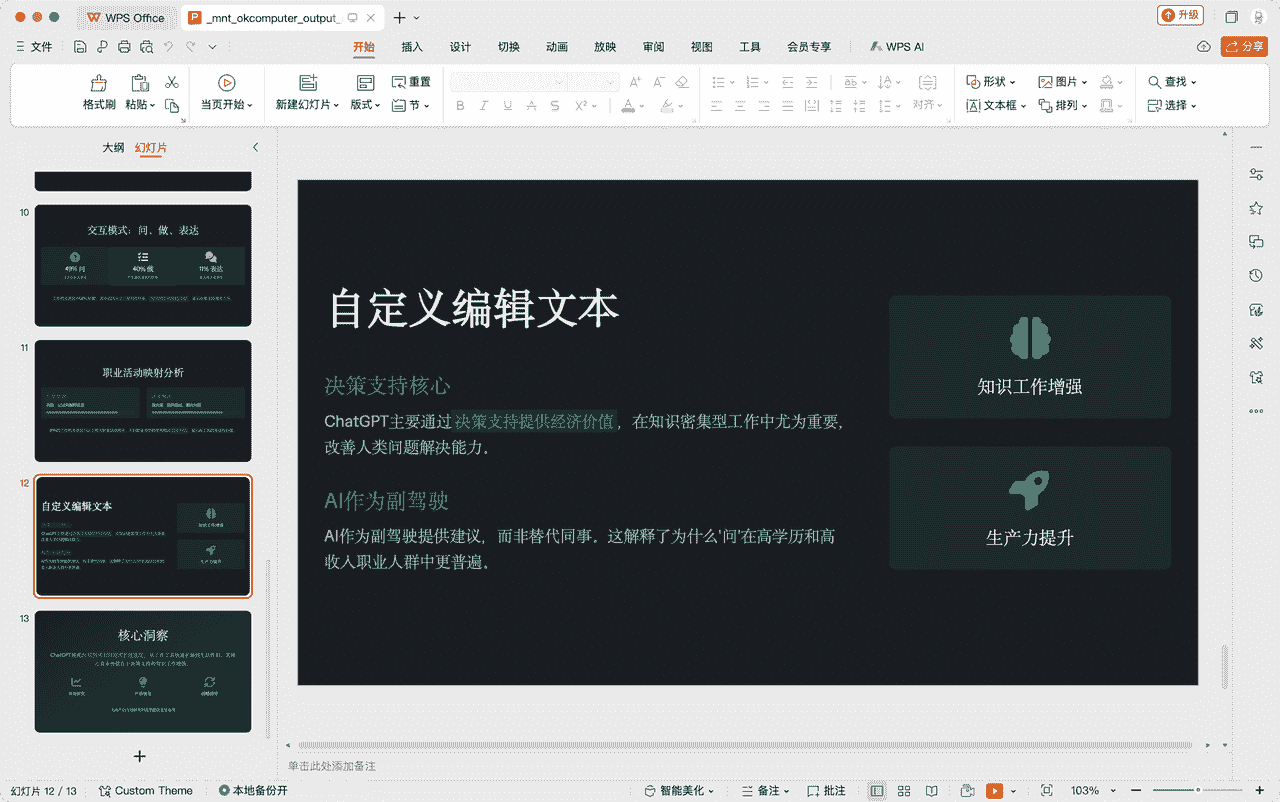 WPS Office
_mnt_okcomputer_output_
升级
文件
开始
插入
设计
切换
动画
放映
审阅
视图
工具
会员专享
WPS AI
分享
格式刷
粘贴
当页开始
新建幻灯片
版式
重置
节
B I U A S X²
对齐
形状
图片
文本框
排列
查找
选择
大纲
幻灯片
10
交互模式：问、做、表达
49% 问
40% 做
11% 表达
11
职业活动映射分析
12
自定义编辑文本
知识工作增强
生产力提升
13
核心洞察
自定义编辑文本
决策支持核心
ChatGPT主要通过决策支持提供经济价值，在知识密集型工作中尤为重要，
改善人类问题解决能力。
AI作为副驾驶
AI作为副驾驶提供建议，而非替代同事。这解释了为什么'问'在高学历和高
收入职业人群中更普遍。
知识工作增强
生产力提升
单击此处添加备注
幻灯片 12 / 13
Custom Theme
本地备份开
智能美化
备注
批注
103%